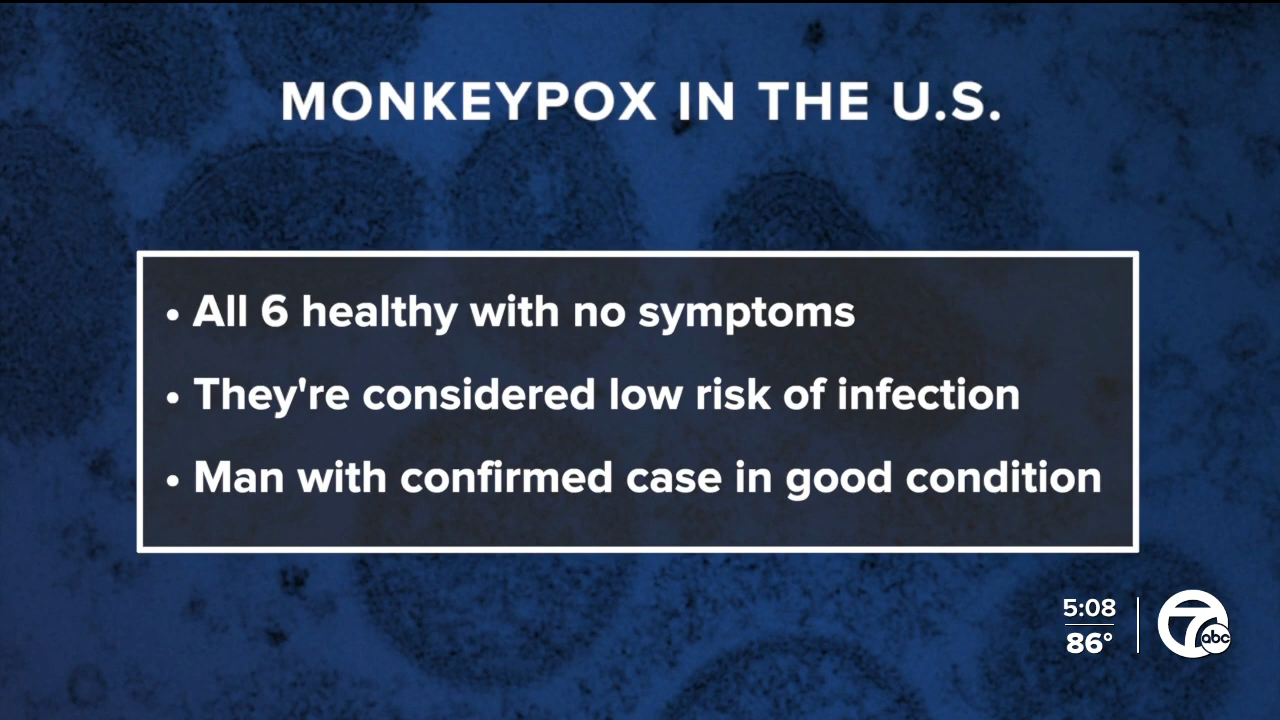 MONKEYPOX IN THE U.S.
• All 6 healthy with no symptoms
• They're considered low risk of infection
• Man with confirmed case in good condition
5:08
86°
7 abc